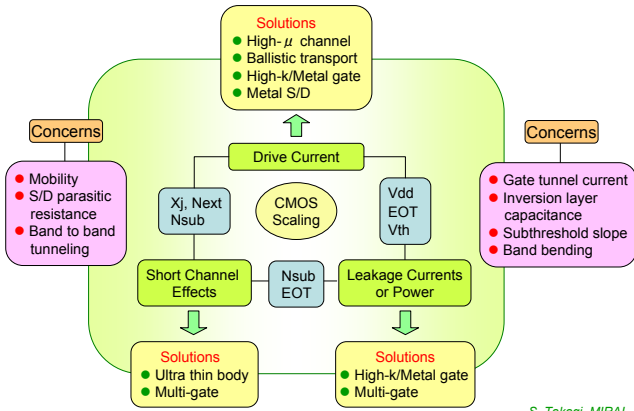 Solutions
High-μ channel
Ballistic transport
High-k/Metal gate
Metal S/D
Concerns
Mobility
S/D parasitic
resistance
Band to band
tunneling
Concerns
Gate tunnel current
Inversion layer
capacitance
Subthreshold slope
Band bending
Drive Current
Xj, Next
Nsub
CMOS
Scaling
Vdd
EOT
Vth
Short Channel
Effects
Nsub
EOT
Leakage Currents
or Power
Solutions
Ultra thin body
Multi-gate
Solutions
High-k/Metal gate
Multi-gate